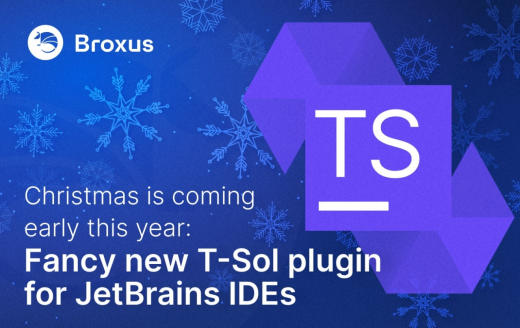 Broxus
TS
Christmas is coming
early this year:
Fancy new T-Sol plugin
for JetBrains IDEs